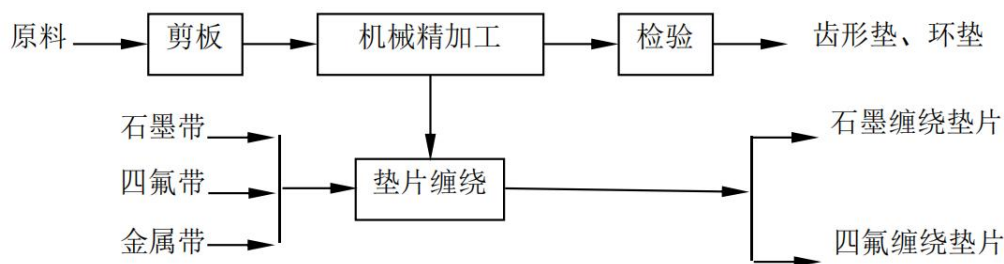 原料
剪板
机械精加工
检验
齿形垫、环垫
石墨带
四氟带
金属带
垫片缠绕
石墨缠绕垫片
四氟缠绕垫片